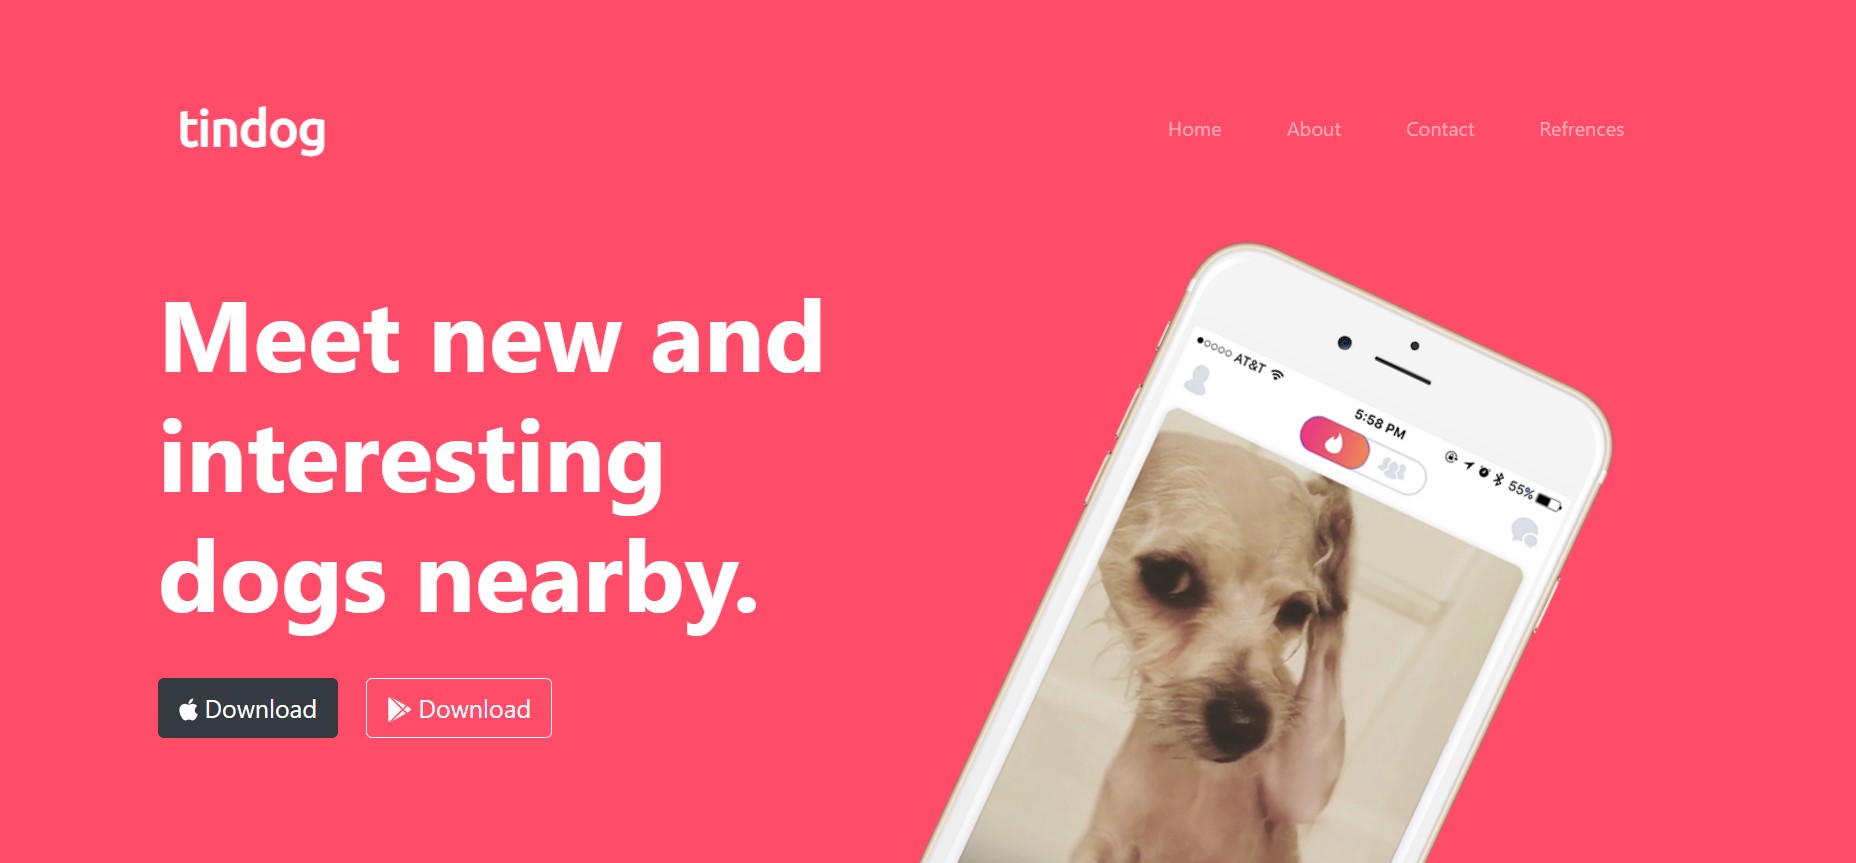 tindog
Home About Contact Refrences
Meet new and
interesting
dogs nearby.
Download Download
AT&T
5:58 PM
55%